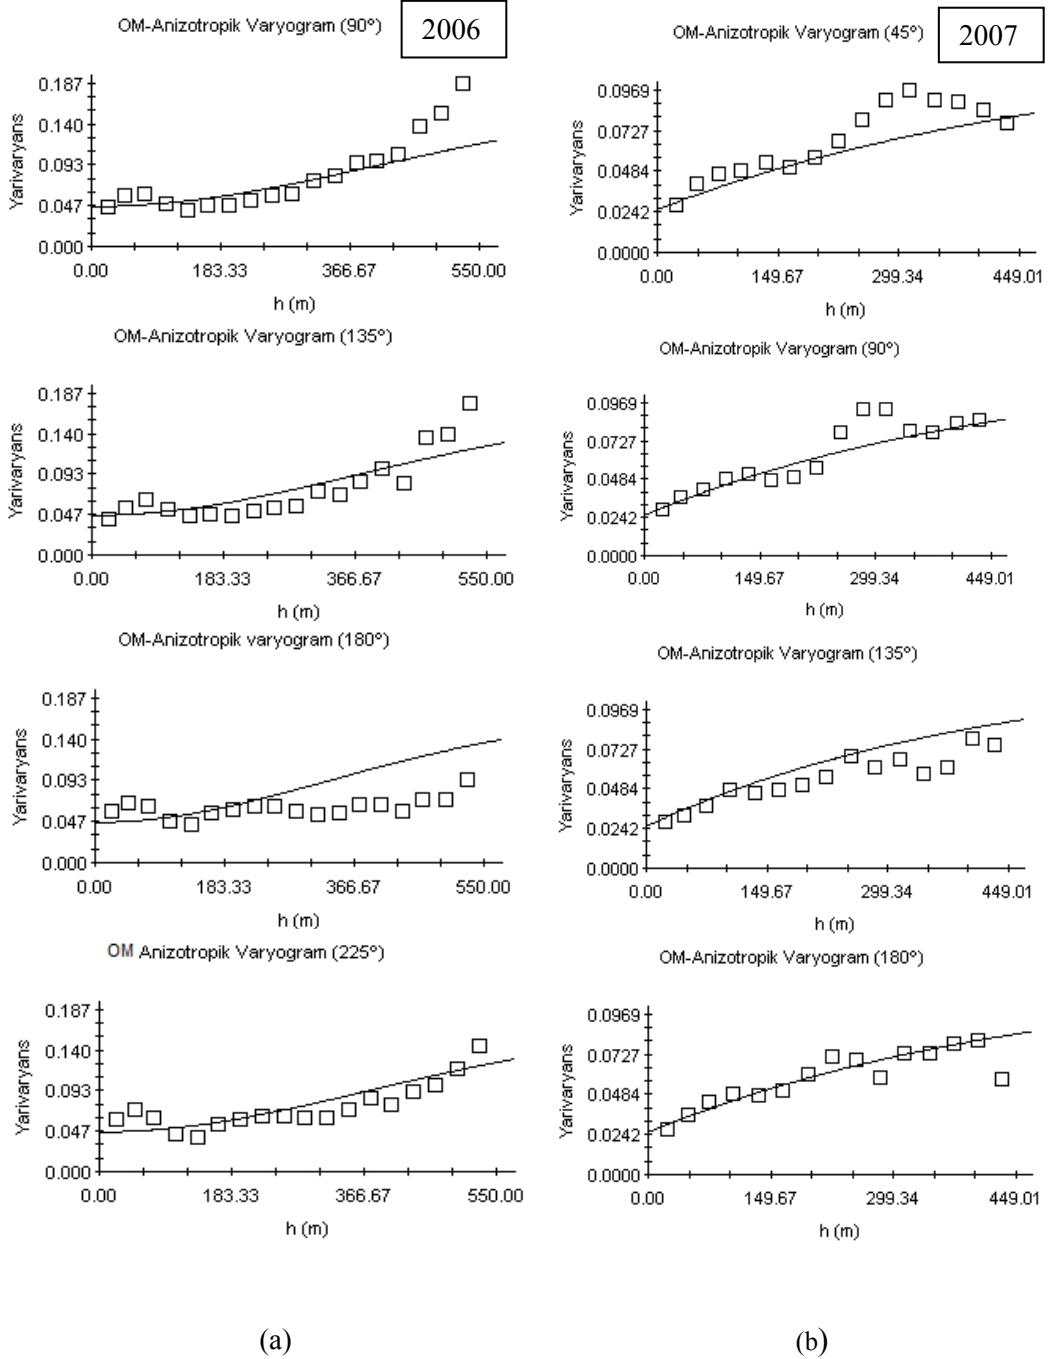 OM-Anizotropik Varyogram (90°)
2006
0.187
0.140
0.093
0.047
0.000
Yarivaryans
0.00 183.33 366.67 550.00
h (m)
OM-Anizotropik Varyogram (135°)
0.187
0.140
0.093
0.047
0.000
Yarivaryans
0.00 183.33 366.67 550.00
h (m)
OM-Anizotropik varyogram (180°)
0.187
0.140
0.093
0.047
0.000
Yarivaryans
0.00 183.33 366.67 550.00
h (m)
OM Anizotropik Varyogram (225°)
0.187
0.140
0.093
0.047
0.000
Yarivaryans
0.00 183.33 366.67 550.00
h (m)
(a)
OM-Anizotropik Varyogram (45°)
2007
0.0969
0.0727
0.0484
0.0242
0.0000
Yarivaryans
0.00 149.67 299.34 449.01
h (m)
OM-Anizotropik Varyogram (90°)
0.0969
0.0727
0.0484
0.0242
0.0000
Yarivaryans
0.00 149.67 299.34 449.01
h (m)
OM-Anizotropik Varyogram (135°)
0.0969
0.0727
0.0484
0.0242
0.0000
Yarivaryans
0.00 149.67 299.34 449.01
h (m)
OM-Anizotropik Varyogram (180°)
0.0969
0.0727
0.0484
0.0242
0.0000
Yarivaryans
0.00 149.67 299.34 449.01
h (m)
(b)